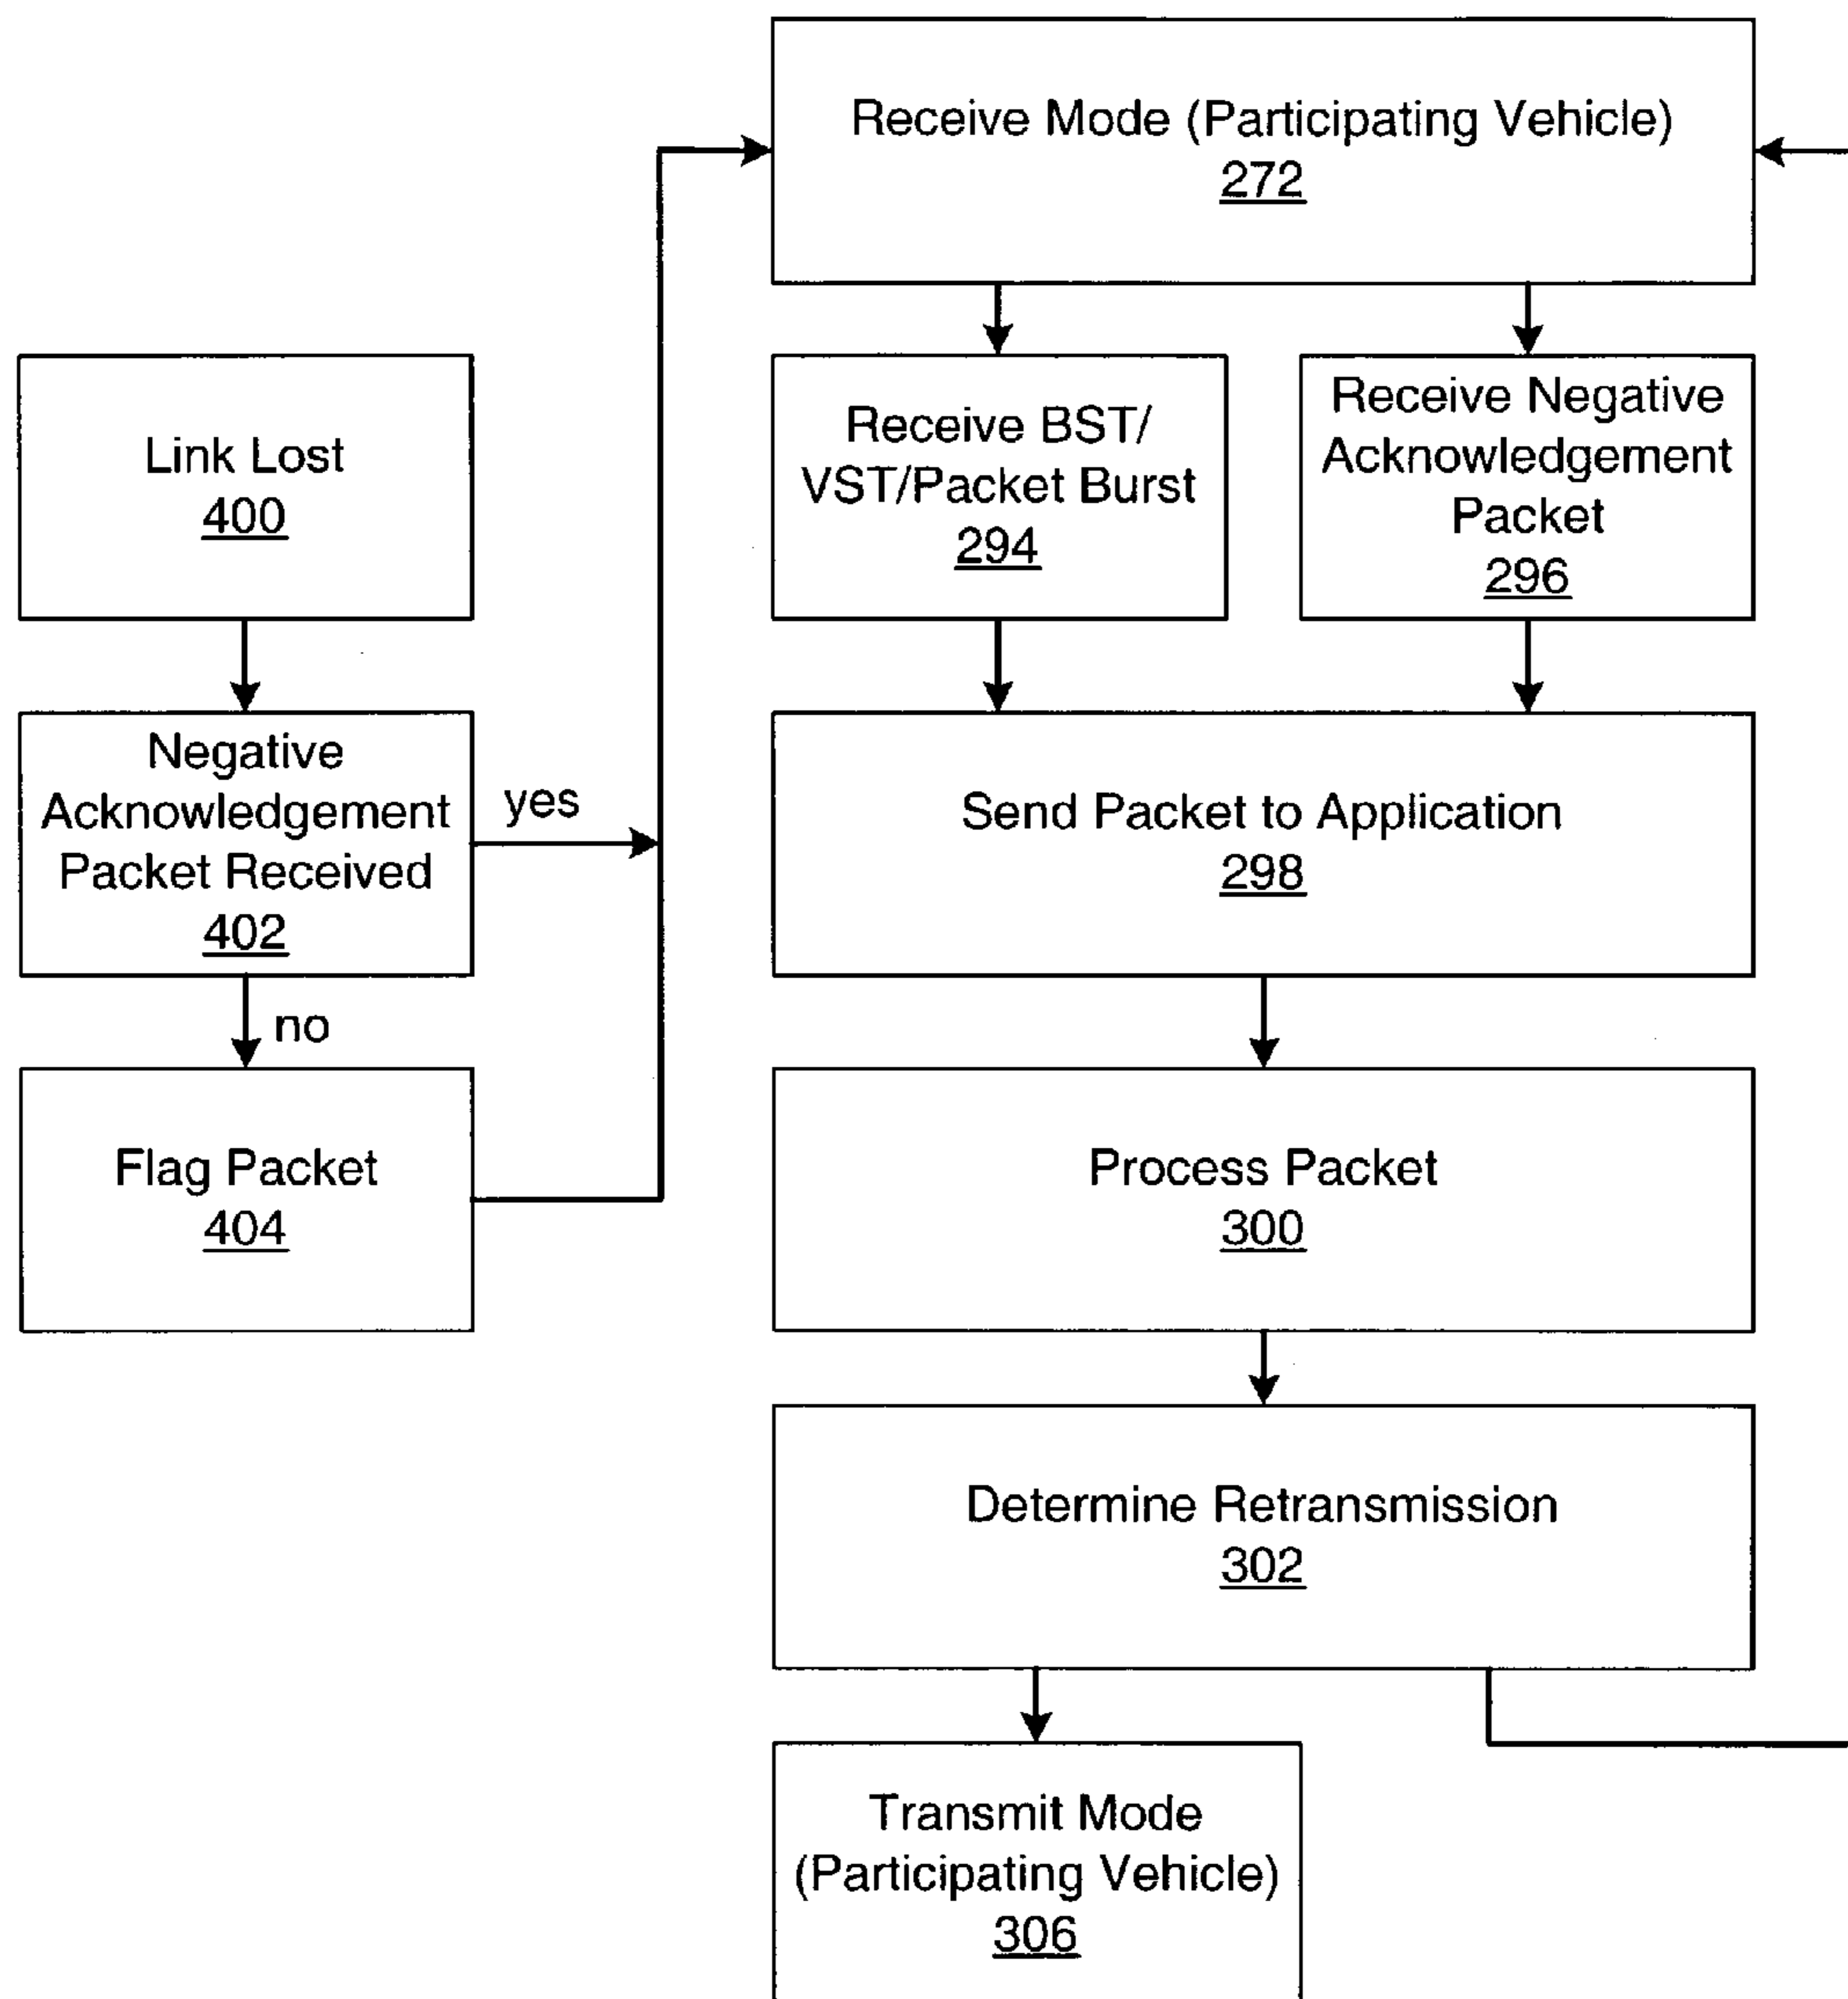 Receive Mode (Participating Vehicle)
272
Link Lost
400
Receive BST/
VST/Packet Burst
294
Receive Negative
Acknowledgement
Packet
296
Negative
Acknowledgement
Packet Received
402
yes
no
Send Packet to Application
298
Flag Packet
404
Process Packet
300
Determine Retransmission
302
Transmit Mode
(Participating Vehicle)
306